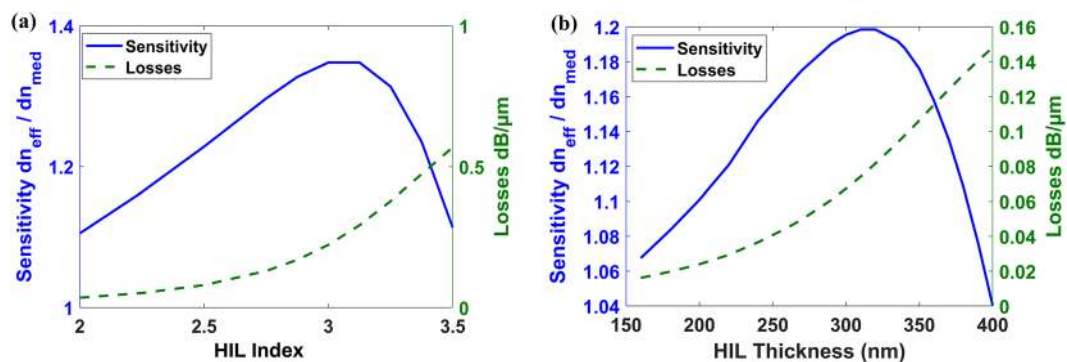 (a)
1.4
1.2
1
Sensitivity dn_eff / dn_med
Sensitivity
Losses
1
0.5
0
Losses dB/μm
2 2.5 3 3.5
HIL Index
(b)
1.2
1.18
1.16
1.14
1.12
1.1
1.08
1.06
1.04
Sensitivity dn_eff / dn_med
Sensitivity
Losses
0.16
0.14
0.12
0.1
0.08
0.06
0.04
0.02
0
Losses dB/μm
150 200 250 300 350 400
HIL Thickness (nm)